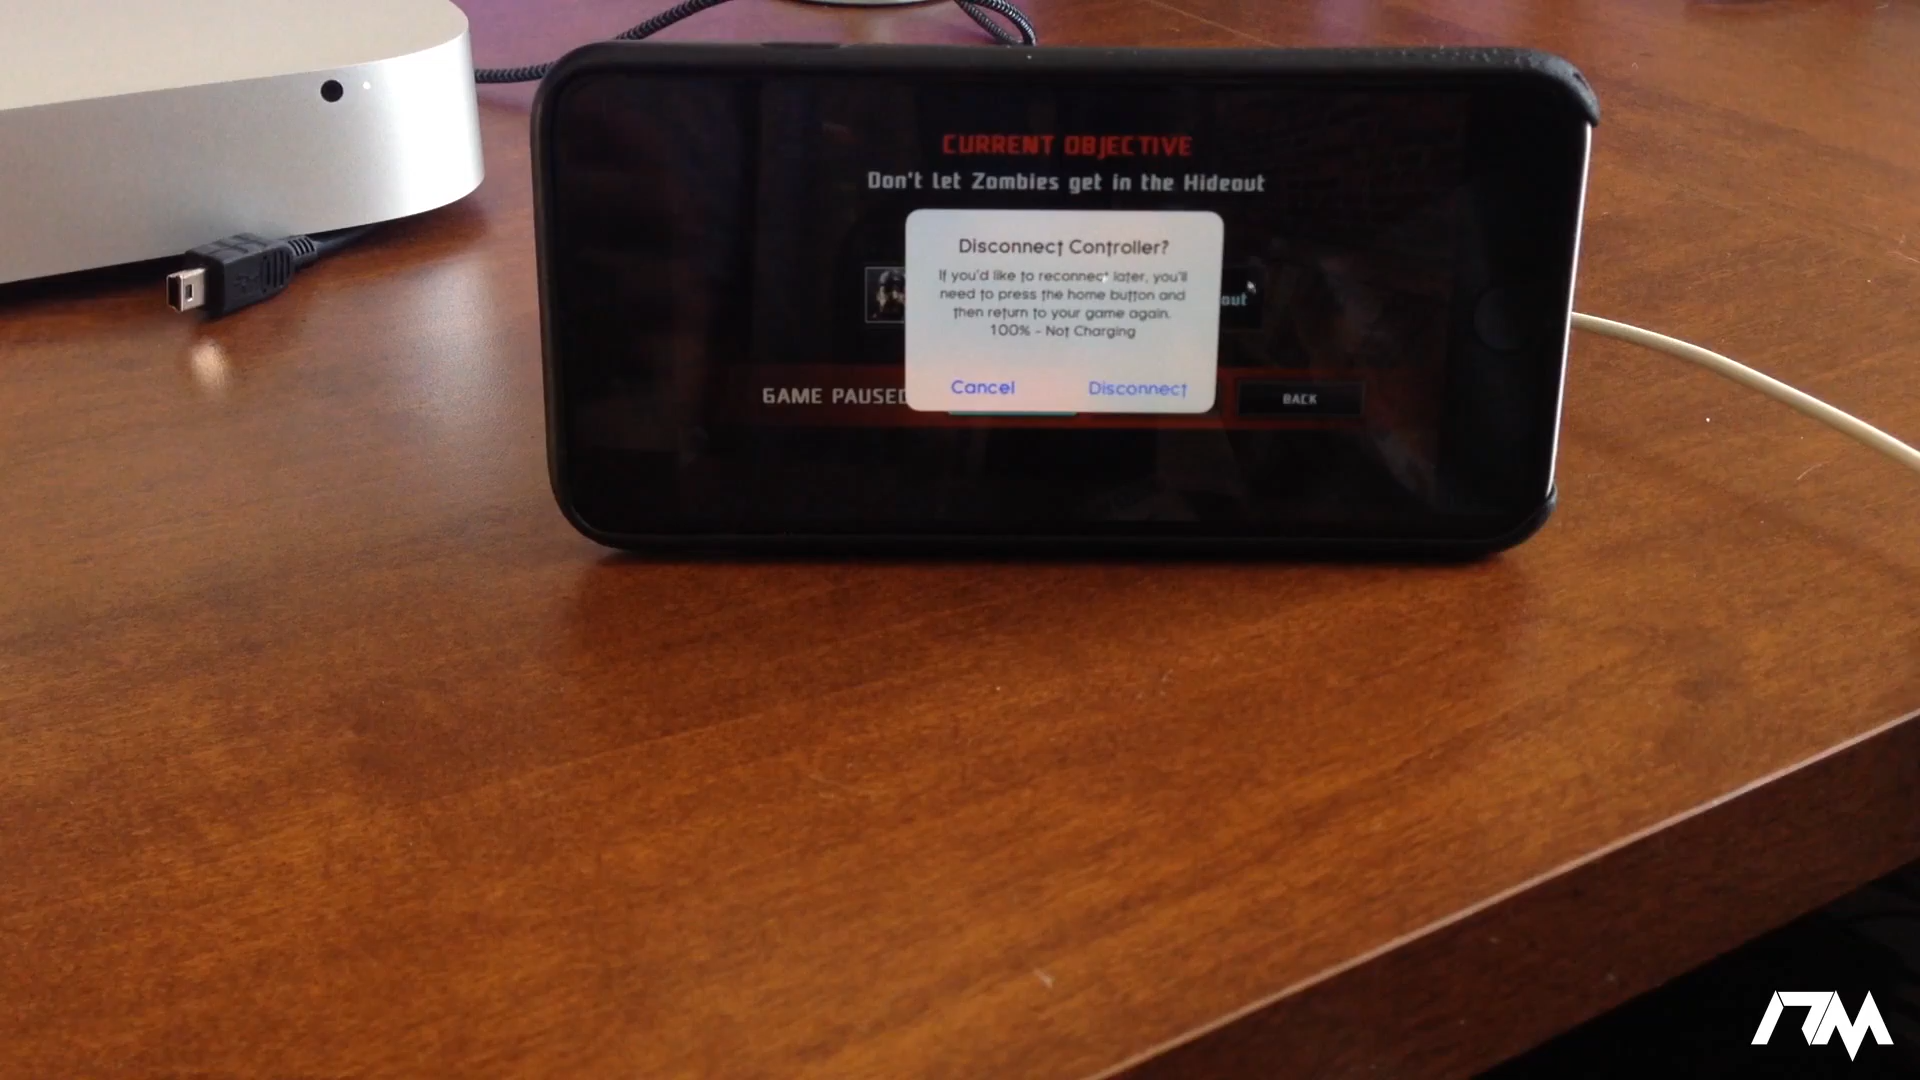 CURRENT OBJECTIVE
Don't let Zombies get in the Hideout
Disconnect Controller?
If you'd like to reconnect later, you'll
need to press the home button and
then return to your game again.
100% - Not Charging
out
Cancel
Disconnect
GAME PAUSED
BACK